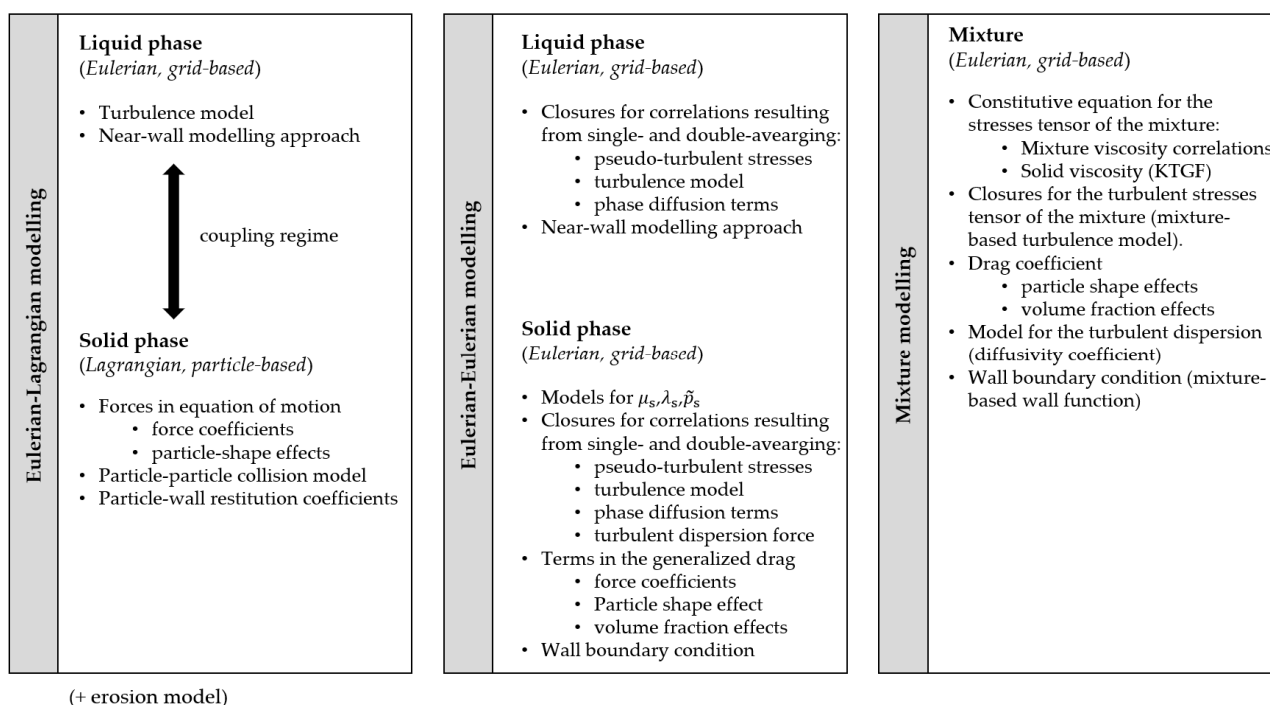 Eulerian-Lagrangian modelling
Liquid phase
(Eulerian, grid-based)
• Turbulence model
• Near-wall modelling approach
coupling regime
Solid phase
(Lagrangian, particle-based)
• Forces in equation of motion
• force coefficients
• particle-shape effects
• Particle-particle collision model
• Particle-wall restitution coefficients
(+ erosion model)
Eulerian-Eulerian modelling
Liquid phase
(Eulerian, grid-based)
• Closures for correlations resulting
from single- and double-avearging:
• pseudo-turbulent stresses
• turbulence model
• phase diffusion terms
• Near-wall modelling approach
Solid phase
(Eulerian, grid-based)
• Models for μₛ,λₛ,p̃ₛ
• Closures for correlations resulting
from single- and double-avearging:
• pseudo-turbulent stresses
• turbulence model
• phase diffusion terms
• turbulent dispersion force
• Terms in the generalized drag
• force coefficients
• Particle shape effect
• volume fraction effects
• Wall boundary condition
Mixture modelling
Mixture
(Eulerian, grid-based)
• Constitutive equation for the
stresses tensor of the mixture:
• Mixture viscosity correlations
• Solid viscosity (KTGF)
• Closures for the turbulent stresses
tensor of the mixture (mixture-
based turbulence model).
• Drag coefficient
• particle shape effects
• volume fraction effects
• Model for the turbulent dispersion
(diffusivity coefficient)
• Wall boundary condition (mixture-
based wall function)